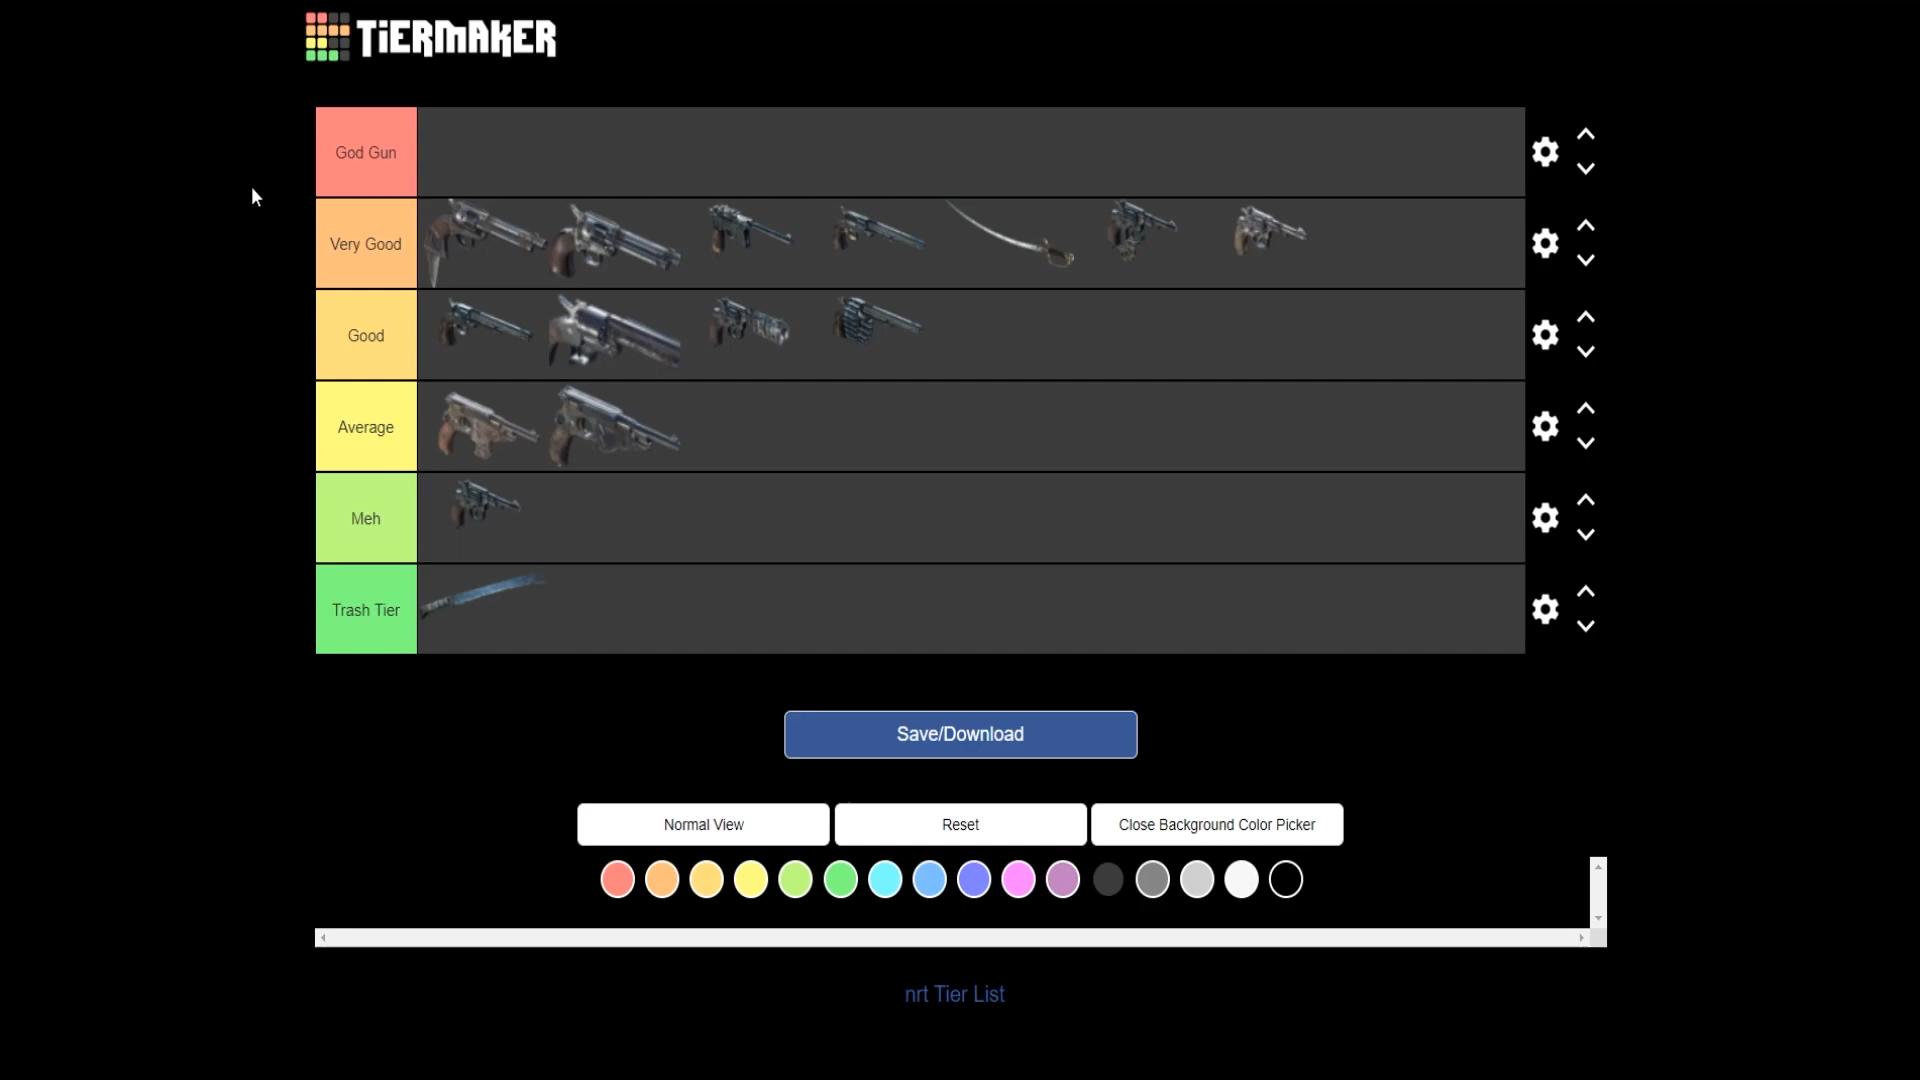 TiERMAKER
God Gun
Very Good
Good
Average
Meh
Trash Tier
Save/Download
Normal View
Reset
Close Background Color Picker
nrt Tier List